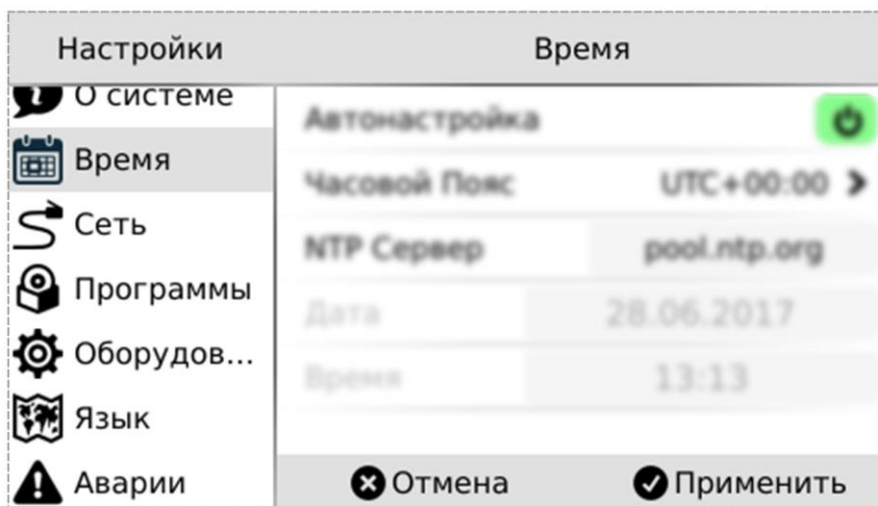 Настройки
Время
О системе
Время
Сеть
Программы
Оборудов...
Язык
Аварии
Автонастройка
Часовой Пояс
UTC+00:00
NTP Сервер
pool.ntp.org
Дата
28.06.2017
Время
13:13
Отмена
Применить